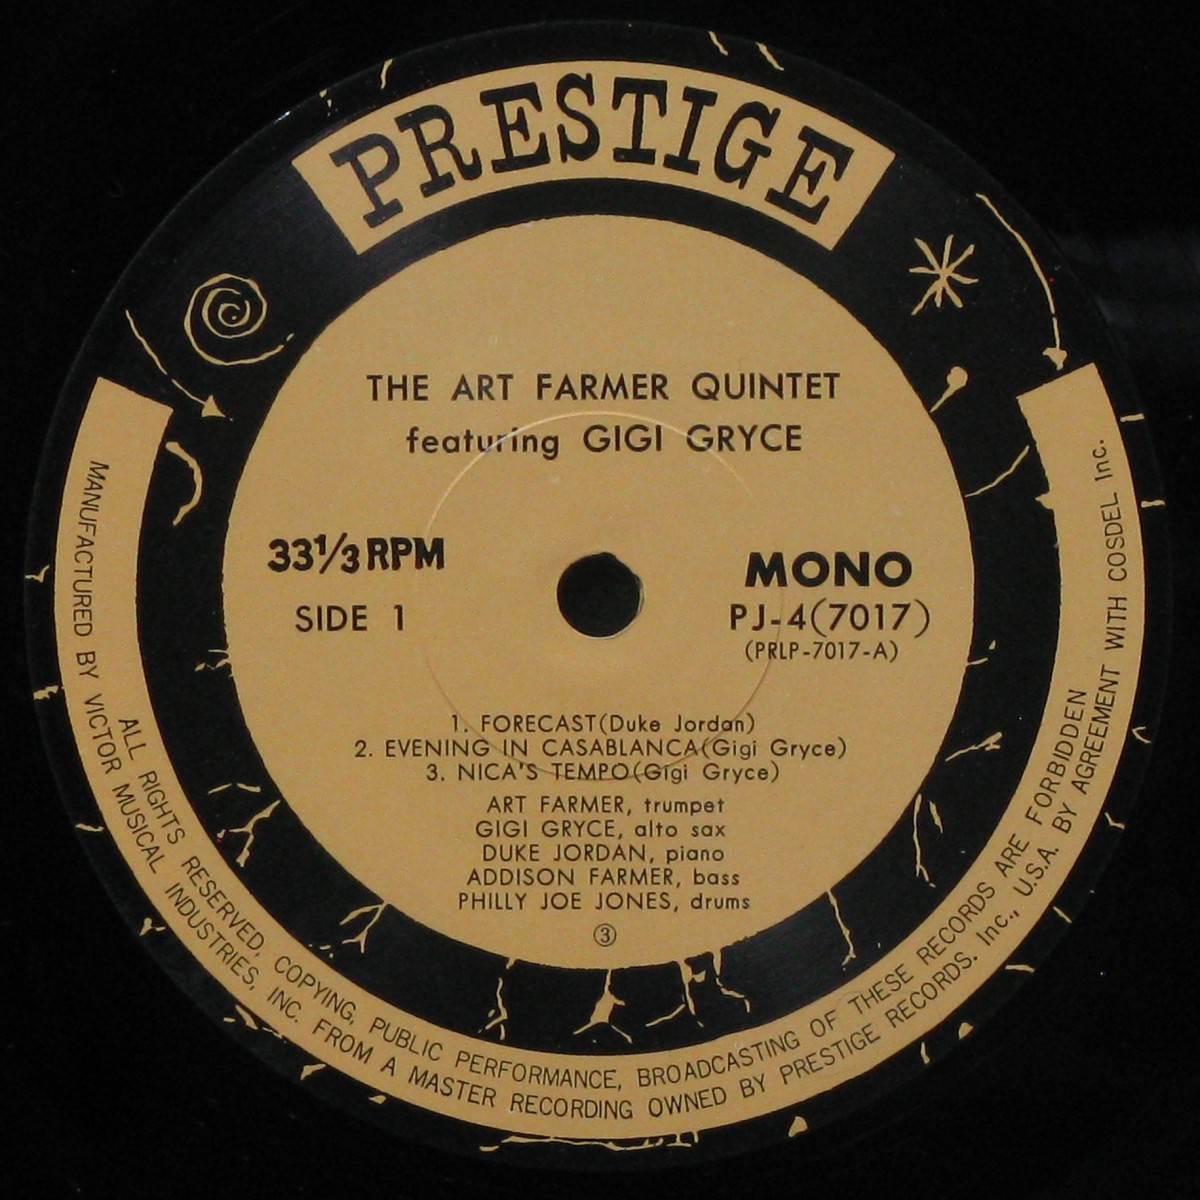 PRESTIGE
THE ART FARMER QUINTET
featuring GIGI GRYCE
33 1/3 RPM
SIDE 1
MONO
PJ-4(7017)
(PRLP-7017-A)
1. FORECAST(Duke Jordan)
2. EVENING IN CASABLANCA(Gigi Gryce)
3. NICA'S TEMPO(Gigi Gryce)
ART FARMER, trumpet
GIGI GRYCE, alto sax
DUKE JORDAN, piano
ADDISON FARMER, bass
PHILLY JOE JONES, drums
③
ALL RIGHTS RESERVED, COPYING, PUBLIC PERFORMANCE, BROADCASTING OF THESE RECORDS ARE FORBIDDEN
MANUFACTURED BY VICTOR MUSICAL INDUSTRIES, INC. FROM A MASTER RECORDING OWNED BY PRESTIGE RECORDS. Inc., U.S.A. BY AGREEMENT WITH COSDEL Inc.